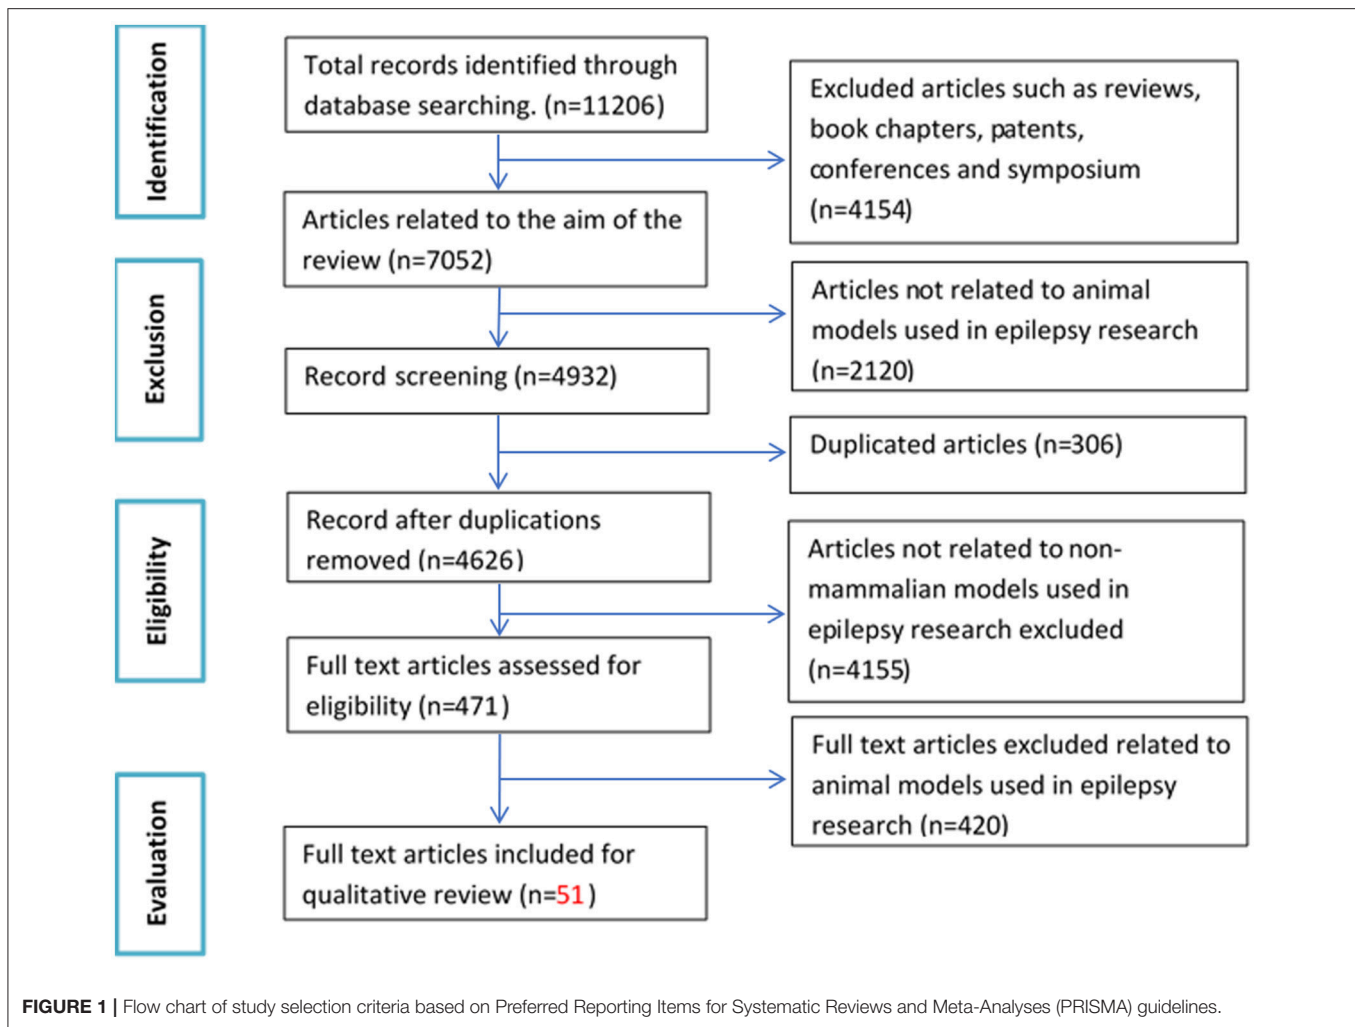 Identification
Total records identified through
database searching. (n=11206)
Excluded articles such as reviews,
book chapters, patents,
conferences and symposium
(n=4154)
Articles related to the aim of the
review (n=7052)
Exclusion
Articles not related to animal
models used in epilepsy research
(n=2120)
Record screening (n=4932)
Duplicated articles (n=306)
Eligibility
Record after duplications
removed (n=4626)
Articles not related to non-
mammalian models used in
epilepsy research excluded
(n=4155)
Full text articles assessed for
eligibility (n=471)
Full text articles excluded related to
animal models used in epilepsy
research (n=420)
Evaluation
Full text articles included for
qualitative review (n=51)
FIGURE 1 | Flow chart of study selection criteria based on Preferred Reporting Items for Systematic Reviews and Meta-Analyses (PRISMA) guidelines.